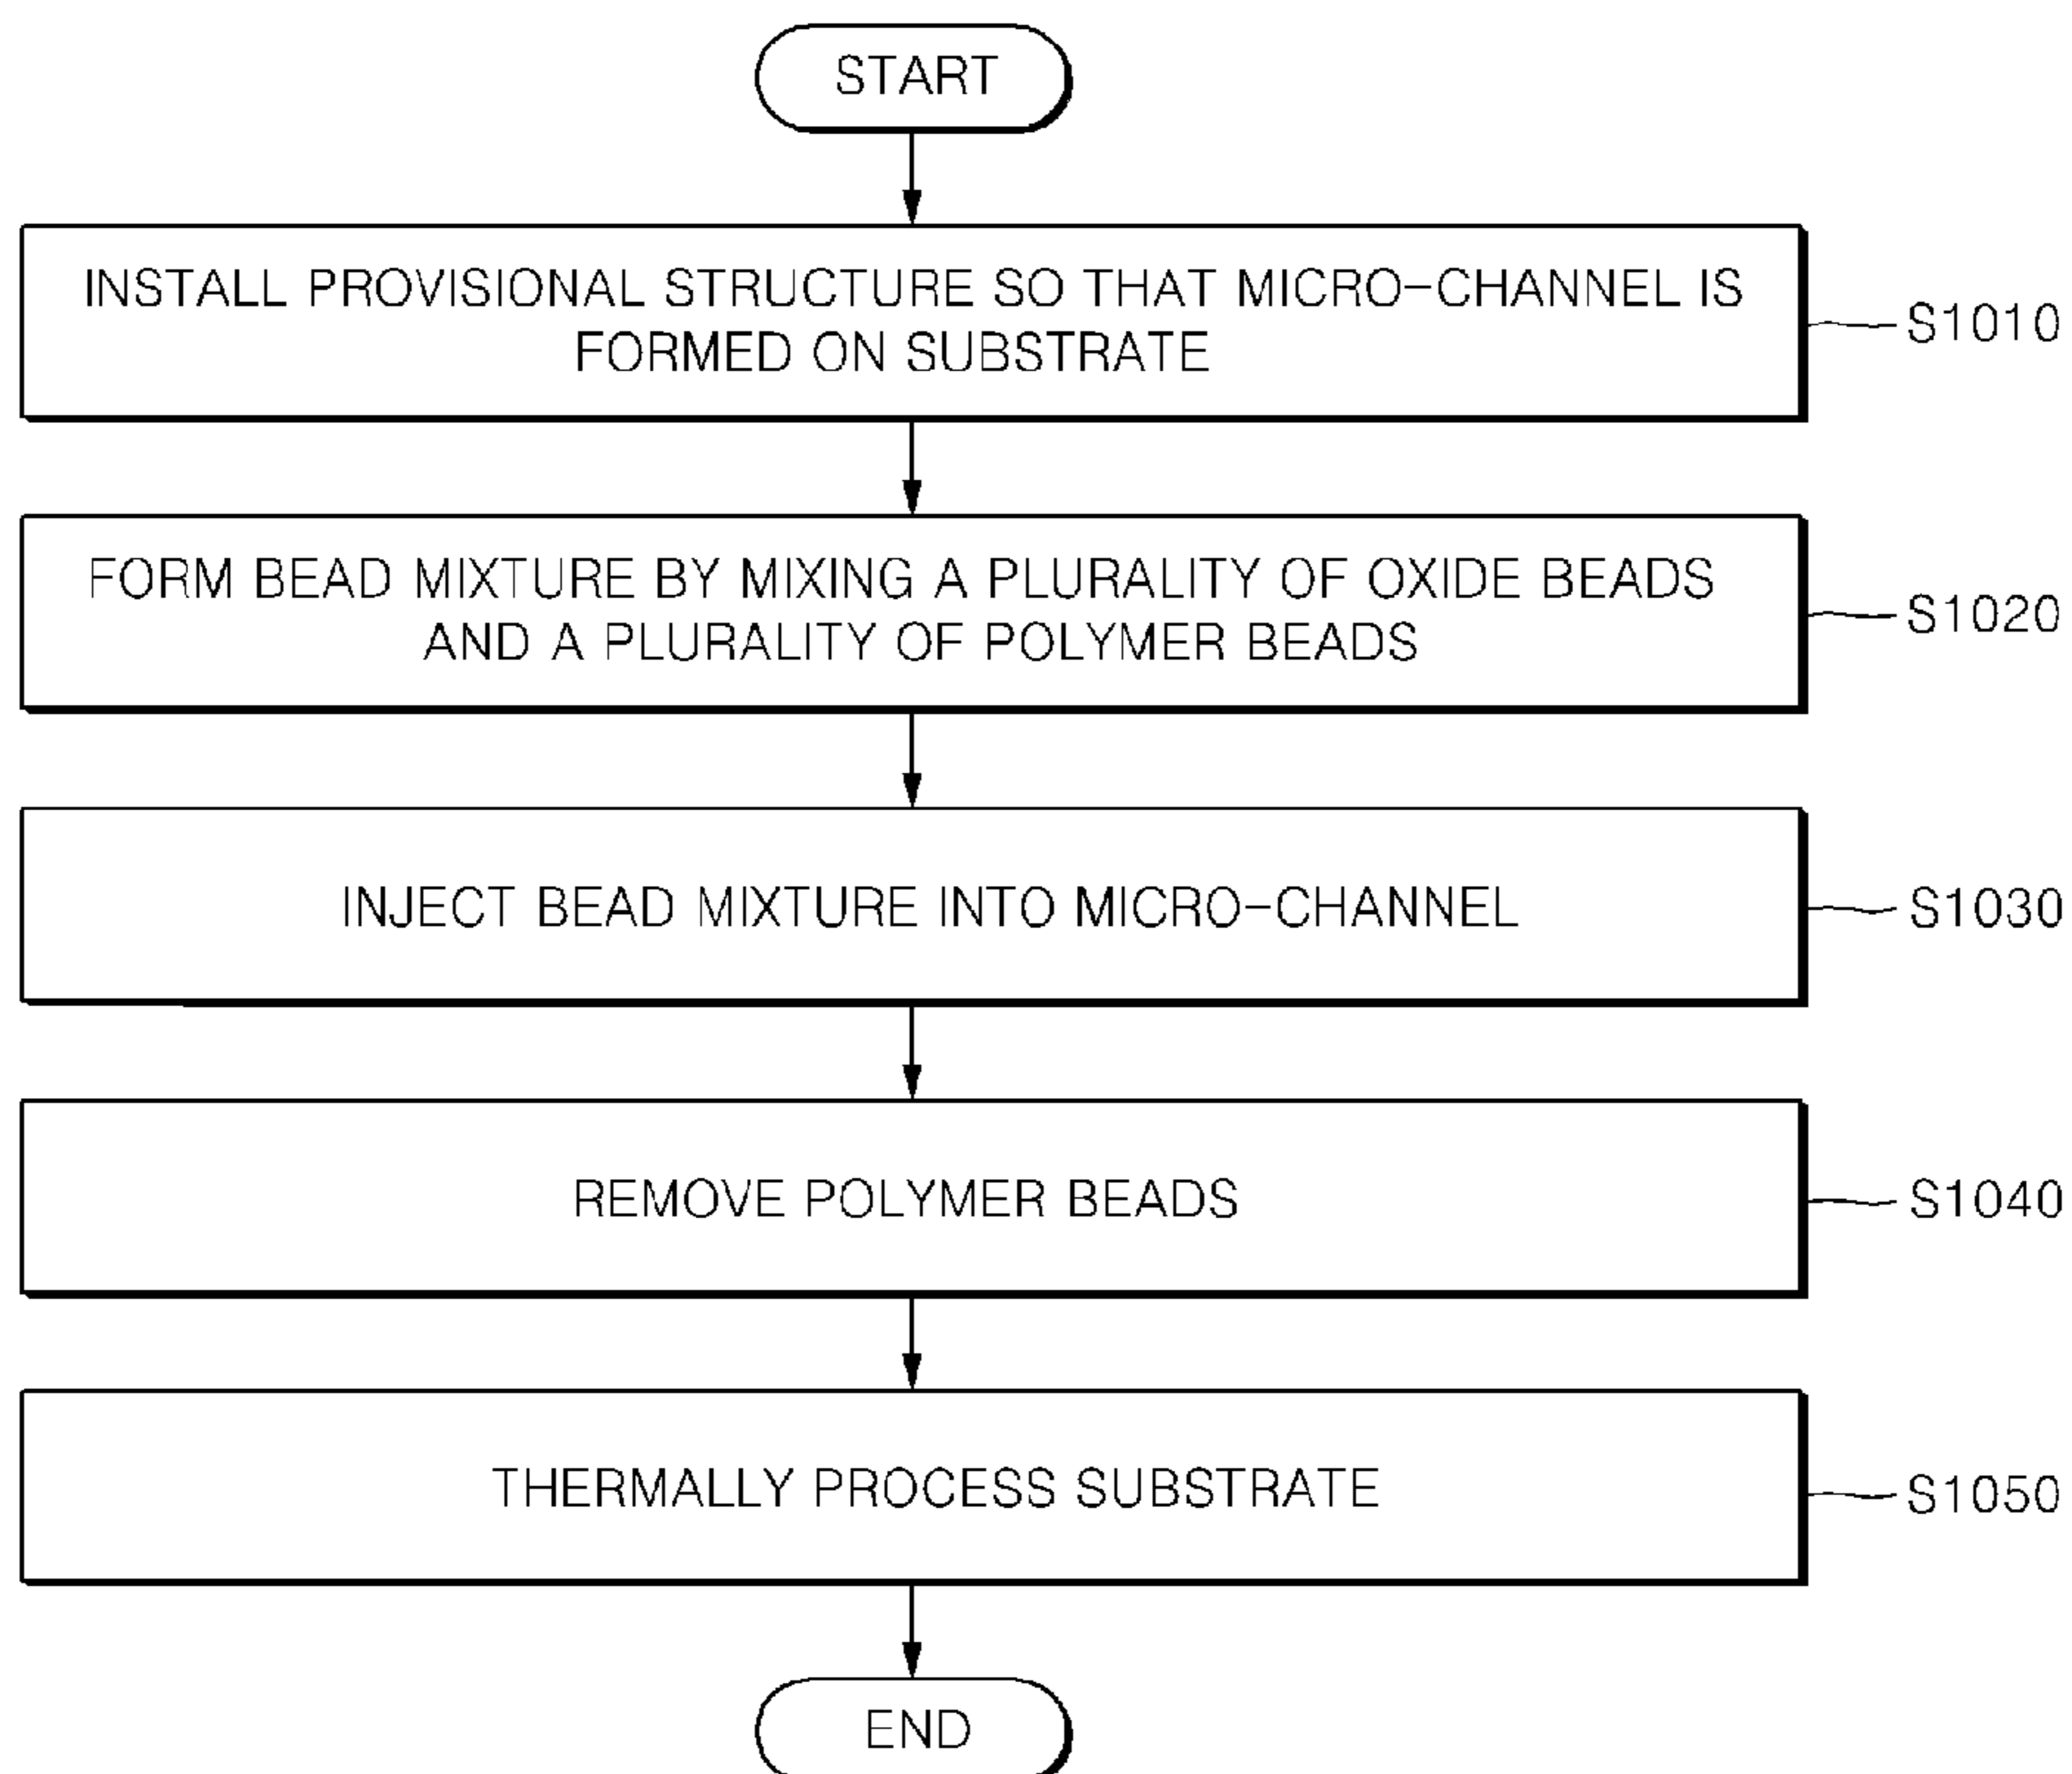 START
INSTALL PROVISIONAL STRUCTURE SO THAT MICRO-CHANNEL IS
FORMED ON SUBSTRATE
S1010
FORM BEAD MIXTURE BY MIXING A PLURALITY OF OXIDE BEADS
AND A PLURALITY OF POLYMER BEADS
S1020
INJECT BEAD MIXTURE INTO MICRO-CHANNEL
S1030
REMOVE POLYMER BEADS
S1040
THERMALLY PROCESS SUBSTRATE
S1050
END